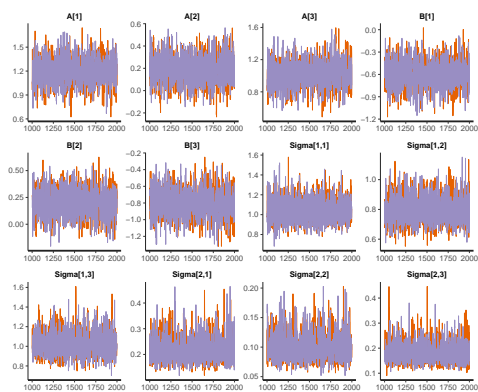 A[1] A[2] A[3] B[1]
1.5 1.2 0.9 0.6
0.6 0.4 0.2 0.0 −0.2
1.6 1.4 1.2 1.0 0.8
0.0 −0.3 −0.6 −0.9 −1.2
1000 1250 1500 1750 2000 1000 1250 1500 1750 2000 1000 1250 1500 1750 2000 1000 1250 1500 1750 2000
B[2] B[3] Sigma[1,1] Sigma[1,2]
0.50 0.25 0.00
−0.2 −0.4 −0.6 −0.8 −1.0 −1.2
1.6 1.4 1.2 1.0 0.8
1.0 0.8 0.6
1000 1250 1500 1750 2000 1000 1250 1500 1750 2000 1000 1250 1500 1750 2000 1000 1250 1500 1750 2000
Sigma[1,3] Sigma[2,1] Sigma[2,2] Sigma[2,3]
1.6 1.4 1.2 1.0 0.8
0.4 0.3 0.2
0.20 0.15 0.10 0.05
0.4 0.3 0.2 0.1
1000 1250 1500 1750 2000 1000 1250 1500 1750 2000 1000 1250 1500 1750 2000 1000 1250 1500 1750 2000